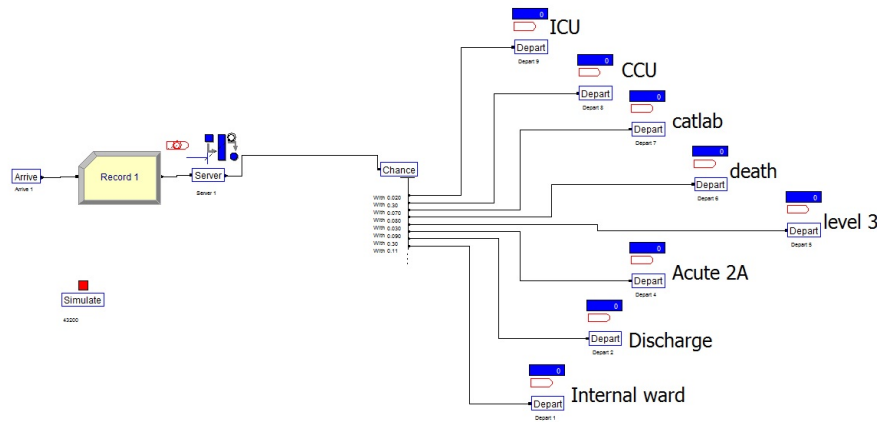 0
ICU
Depart
Depart 9
0
CCU
Depart
Depart 8
0
catlab
Depart
Depart 7
0
death
Depart
Depart 6
0
level 3
Depart
Depart 5
Arrive
Arrive 1
Record 1
Server
Server 1
Chance
With 0.020
With 0.30
With 0.070
With 0.080
With 0.030
With 0.090
With 0.30
With 0.11
0
Acute 2A
Depart
Depart 4
Simulate
43200
0
Discharge
Depart
Depart 2
0
Internal ward
Depart
Depart 1